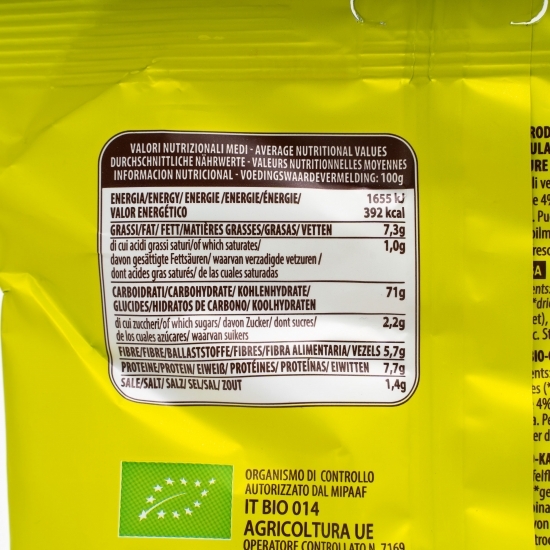 VALORI NUTRIZIONALI MEDI - AVERAGE NUTRITIONAL VALUES
DURCHSCHNITTLICHE NÄHRWERTE - VALEURS NUTRITIONNELLES MOYENNES
INFORMACION NUTRICIONAL - VOEDINGSWAARDEVERMELDING: 100g
ENERGIA/ENERGY/ ENERGIE /ENERGIE/ÉNERGIE/ 1655 kJ
VALOR ENERGÉTICO 392 kcal
GRASSI/FAT/ FETT/MATIÈRES GRASSES/GRASAS/ VETTEN 7,3g
di cui acidi grassi saturi/of which saturates/ 1,0g
davon gesättigte Fettsäuren/ waarvan verzadigde vetzuren /
dont acides gras saturés/ de las cuales saturadas
CARBOIDRATI/CARBOHYDRATE/ KOHLENHYDRATE/ 71g
GLUCIDES/HIDRATOS DE CARBONO/ KOOLHYDRATEN
di cui zuccheri/of which sugars/ davon Zucker/ dont sucres/ 2,2g
de los cuales azúcares/ waarvan suikers
FIBRE/FIBRE/BALLASTSTOFFE/FIBRES/FIBRA ALIMENTARIA/ VEZELS 5,7g
PROTEINE/PROTEIN/ EIWEIß/ PROTÉINES/ PROTEÍNAS/ EIWITTEN 7,7g
SALE/SALT/ SALZ/ SEL/SAL/ ZOUT 1,4g
ORGANISMO DI CONTROLLO
AUTORIZZATO DAL MIPAAF
IT BIO 014
AGRICOLTURA UE
OPERATORE CONTROLLATO N. 7169